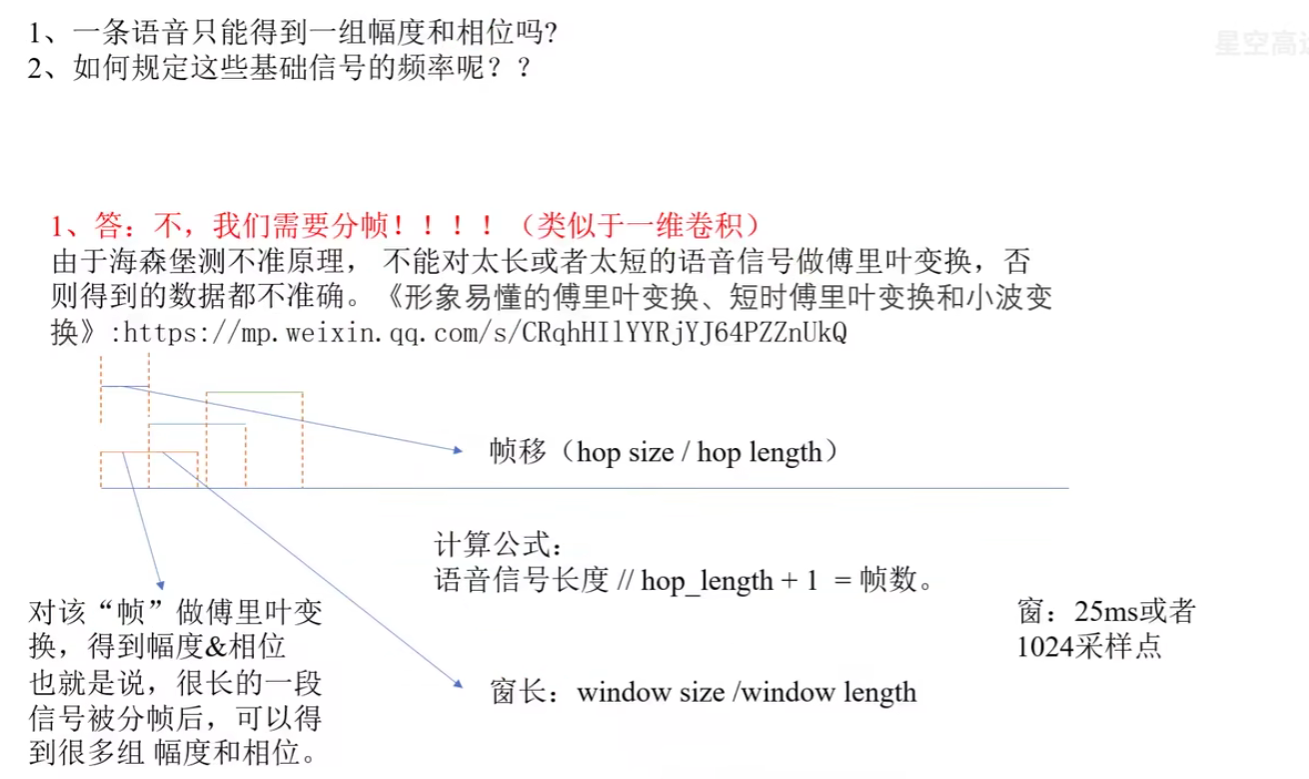 1、一条语音只能得到一组幅度和相位吗?
2、如何规定这些基础信号的频率呢？？
星空高
1、答：不，我们需要分帧！！！！（类似于一维卷积）
由于海森堡测不准原理， 不能对太长或者太短的语音信号做傅里叶变换，否
则得到的数据都不准确。《形象易懂的傅里叶变换、短时傅里叶变换和小波变
换》:https://mp.weixin.qq.com/s/CRqhHIlYYRjYJ64PZZnUkQ
帧移（hop size / hop length）
计算公式：
语音信号长度 // hop_length + 1 = 帧数。
对该“帧”做傅里叶变
换，得到幅度&相位
也就是说，很长的一段
信号被分帧后，可以得
到很多组 幅度和相位。
窗：25ms或者
1024采样点
窗长：window size /window length